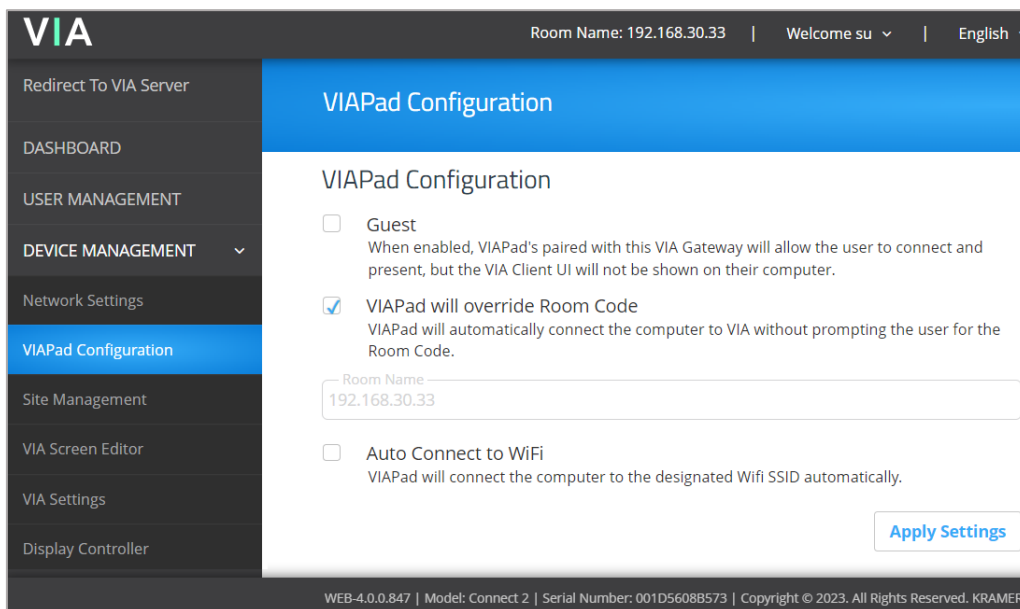 VIA
Room Name: 192.168.30.33 | Welcome su | English
Redirect To VIA Server
DASHBOARD
USER MANAGEMENT
DEVICE MANAGEMENT
Network Settings
VIAPad Configuration
Site Management
VIA Screen Editor
VIA Settings
Display Controller
VIAPad Configuration
VIAPad Configuration
Guest
When enabled, VIAPad's paired with this VIA Gateway will allow the user to connect and
present, but the VIA Client UI will not be shown on their computer.
VIAPad will override Room Code
VIAPad will automatically connect the computer to VIA without prompting the user for the
Room Code.
Room Name
192.168.30.33
Auto Connect to WiFi
VIAPad will connect the computer to the designated Wifi SSID automatically.
Apply Settings
WEB-4.0.0.847 | Model: Connect 2 | Serial Number: 001D5608B573 | Copyright © 2023. All Rights Reserved. KRAMER